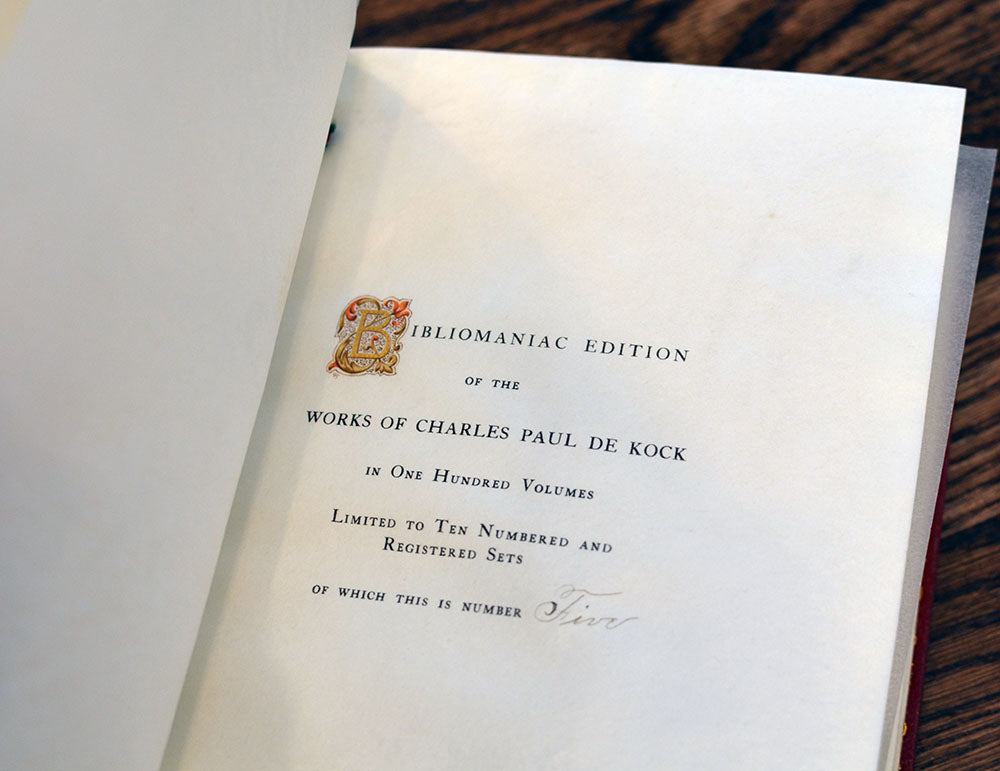 BIBLIOMANIAC EDITION
OF THE
WORKS OF CHARLES PAUL DE KOCK
IN ONE HUNDRED VOLUMES
LIMITED TO TEN NUMBERED AND
REGISTERED SETS
OF WHICH THIS IS NUMBER Five